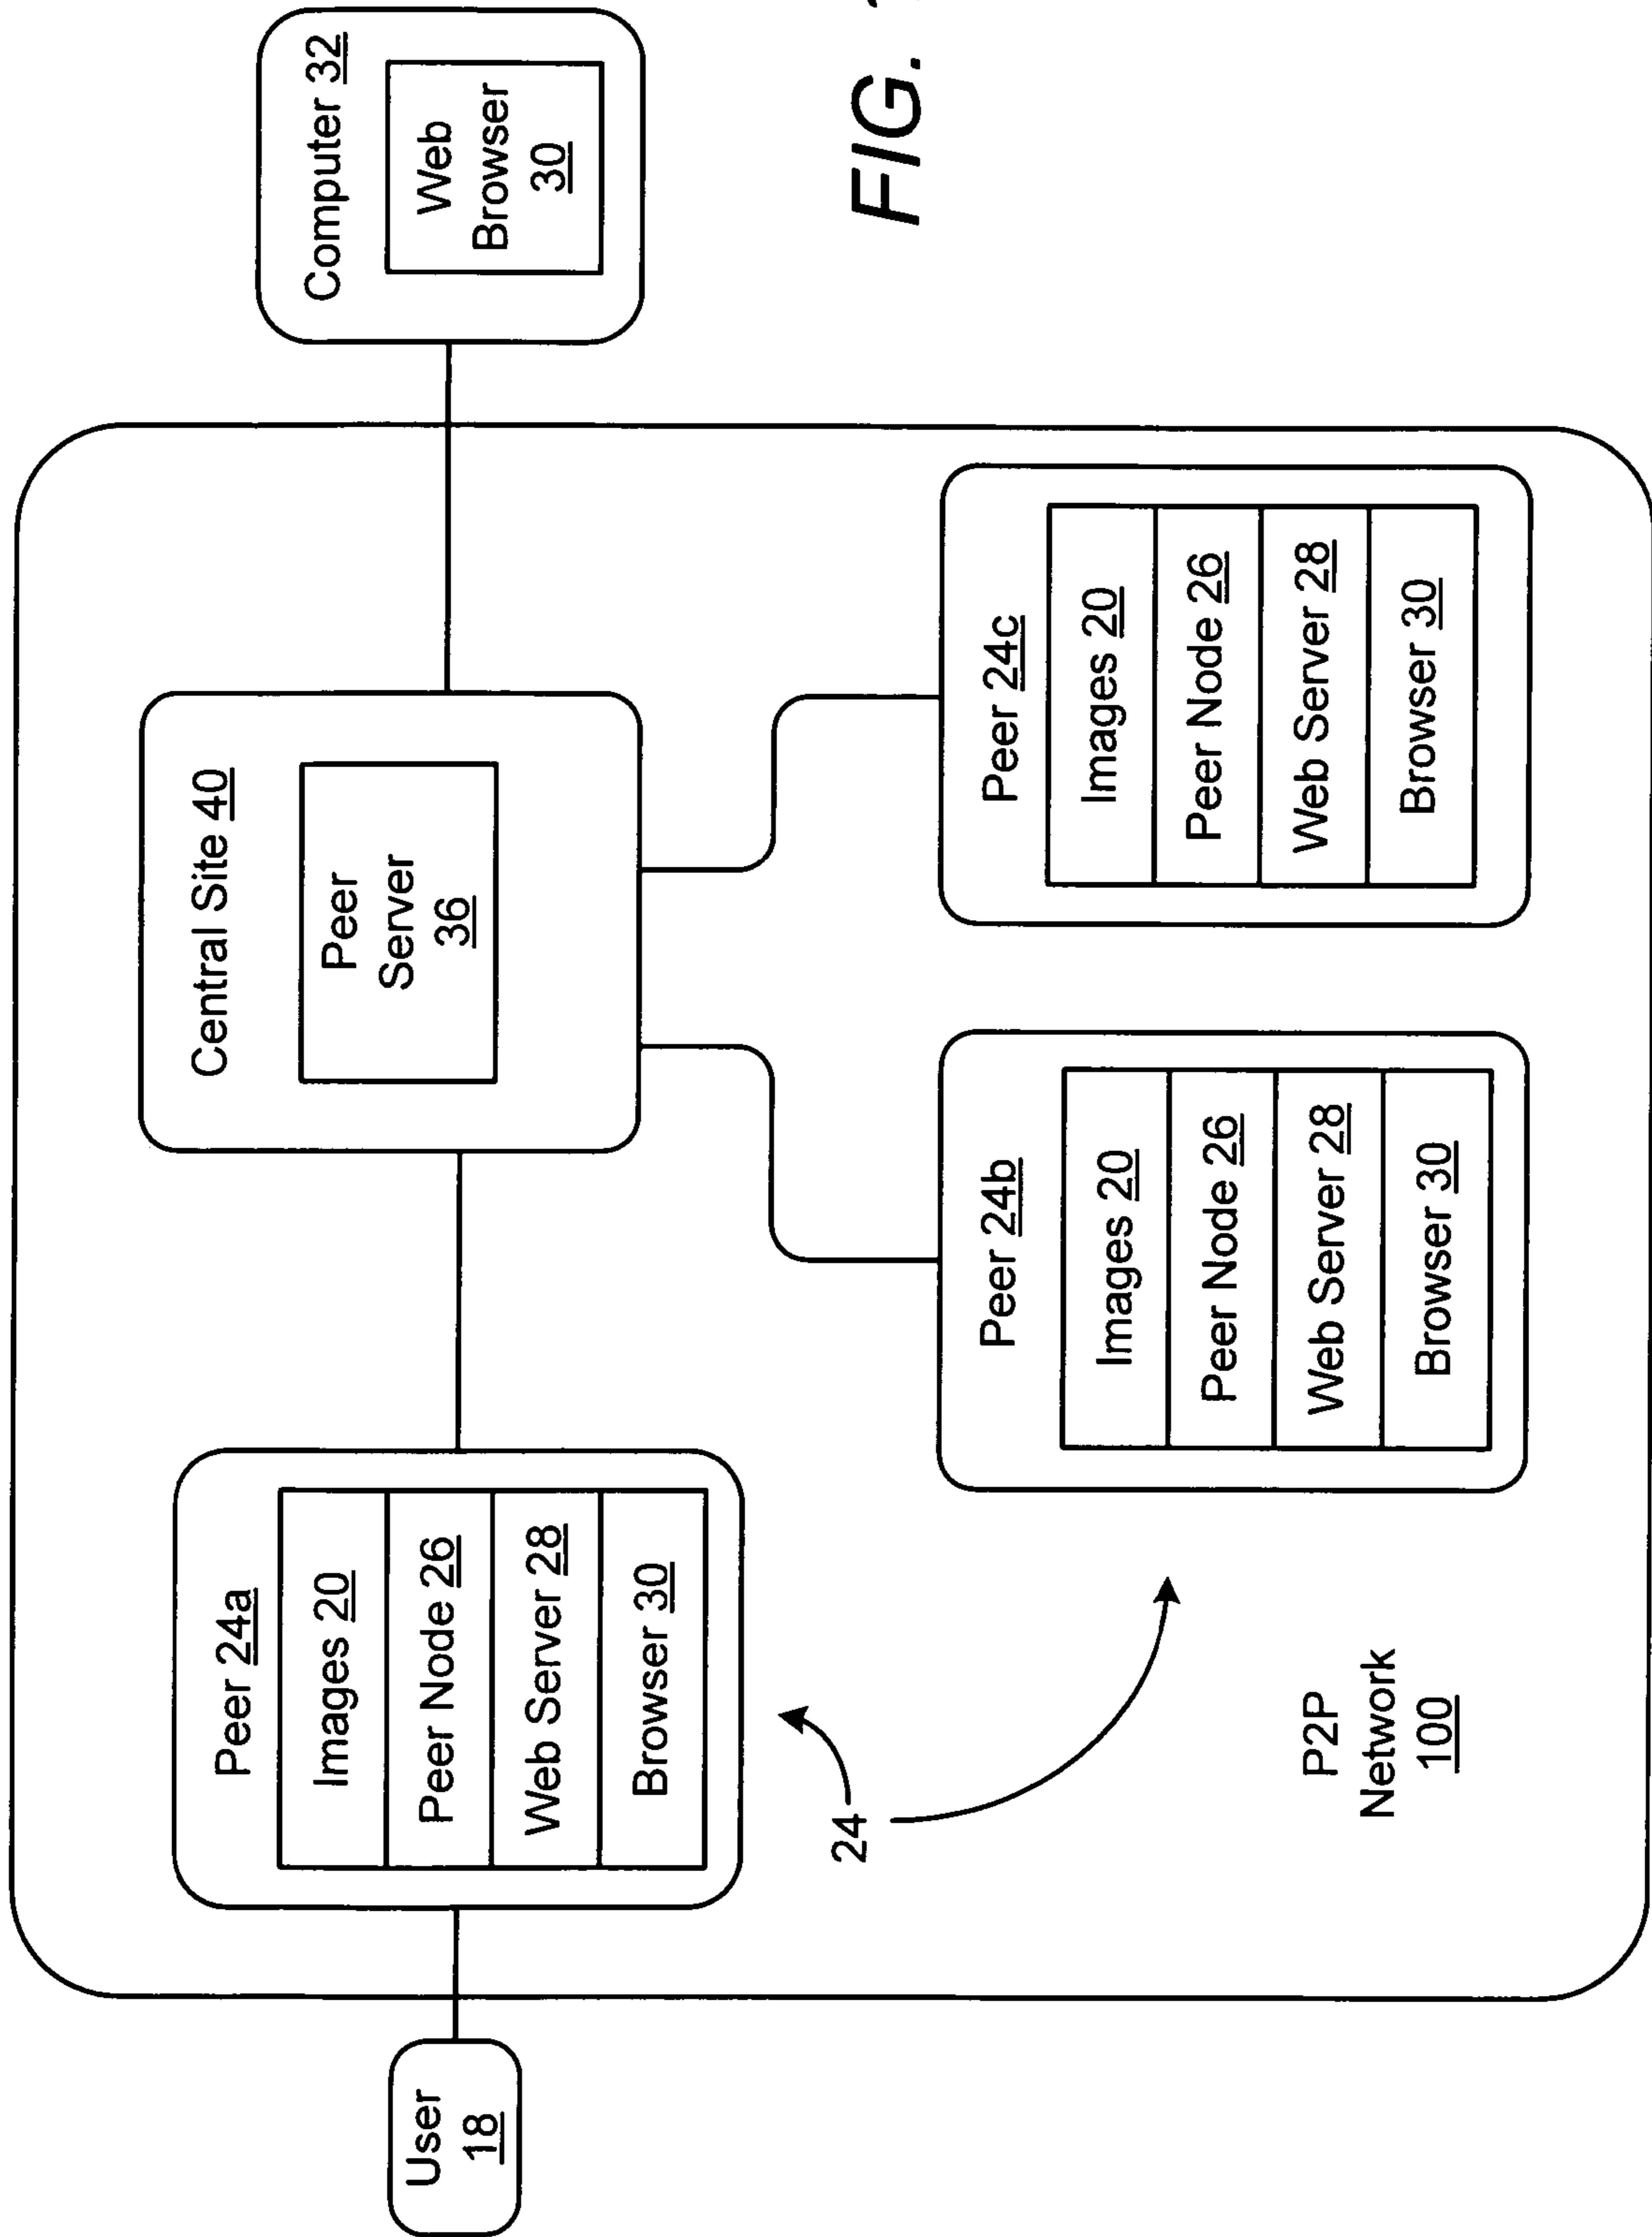 User
18
Peer 24a
Images 20
Peer Node 26
Web Server 28
Browser 30
24
P2P
Network
100
Central Site 40
Peer
Server
36
Peer 24b
Images 20
Peer Node 26
Web Server 28
Browser 30
Peer 24c
Images 20
Peer Node 26
Web Server 28
Browser 30
Computer 32
Web
Browser
30
FIG.